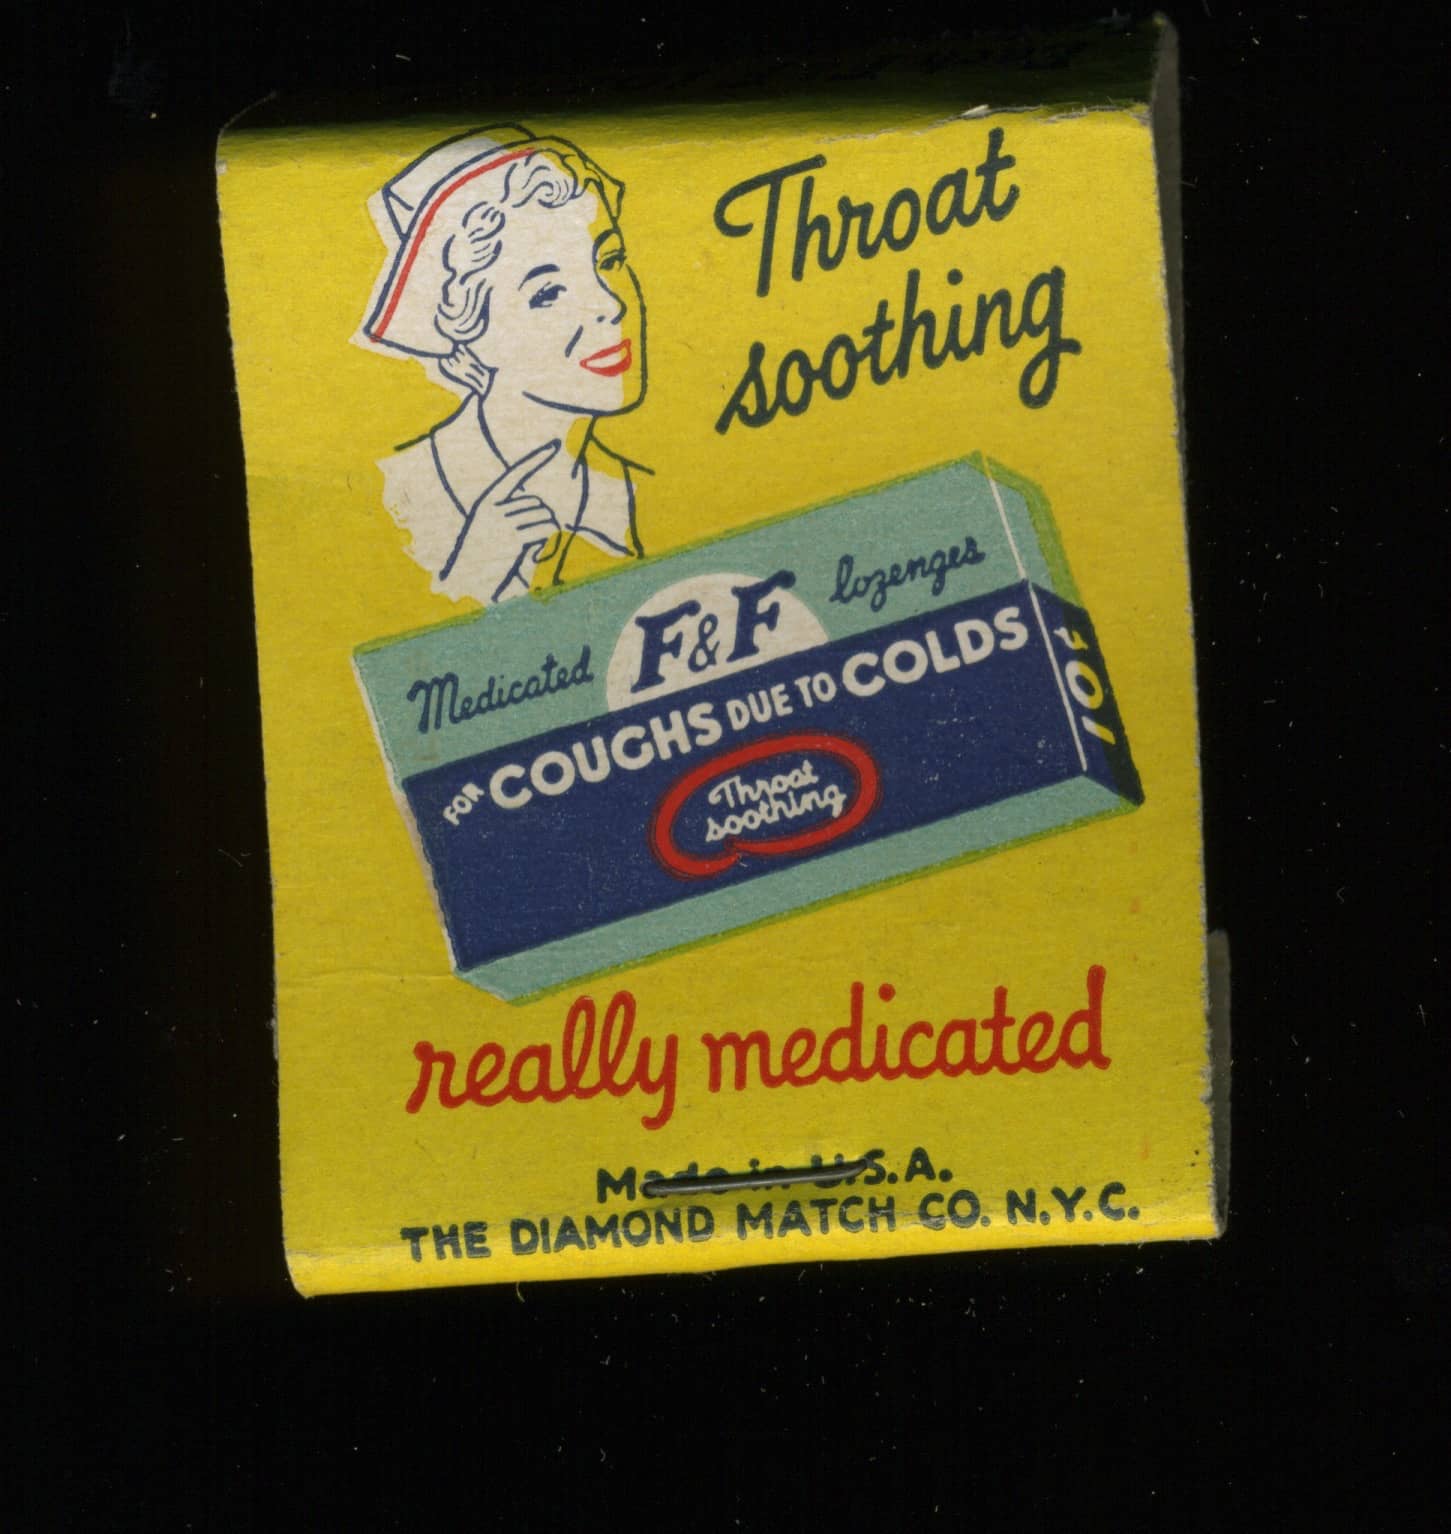 Throat
soothing
Medicated F&F lozenges
FOR COUGHS DUE TO COLDS
Throat
soothing
10¢
really medicated
Made in U.S.A.
THE DIAMOND MATCH CO. N.Y.C.